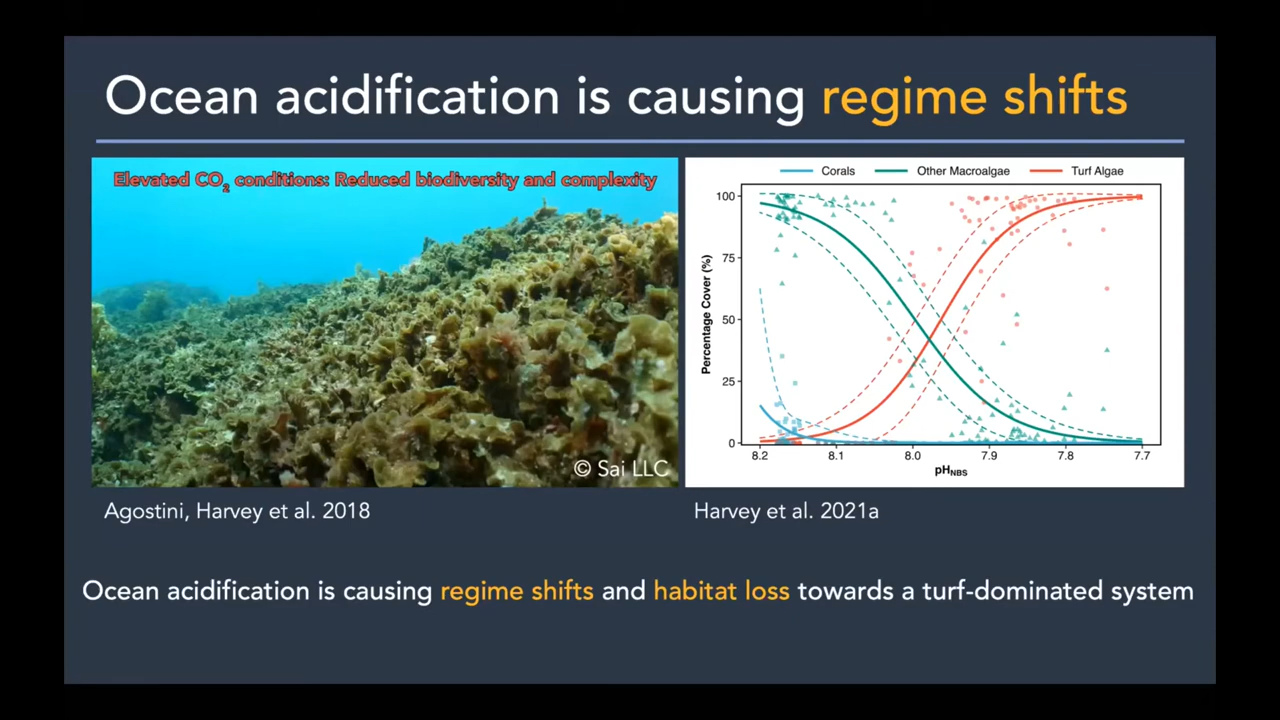 Ocean acidification is causing regime shifts
Elevated CO₂ conditions: Reduced biodiversity and complexity
© Sai LLC
Corals Other Macroalgae Turf Algae
Percentage Cover (%)
100
75
50
25
0
8.2 8.1 8.0 7.9 7.8 7.7
pHNBS
Agostini, Harvey et al. 2018
Harvey et al. 2021a
Ocean acidification is causing regime shifts and habitat loss towards a turf-dominated system